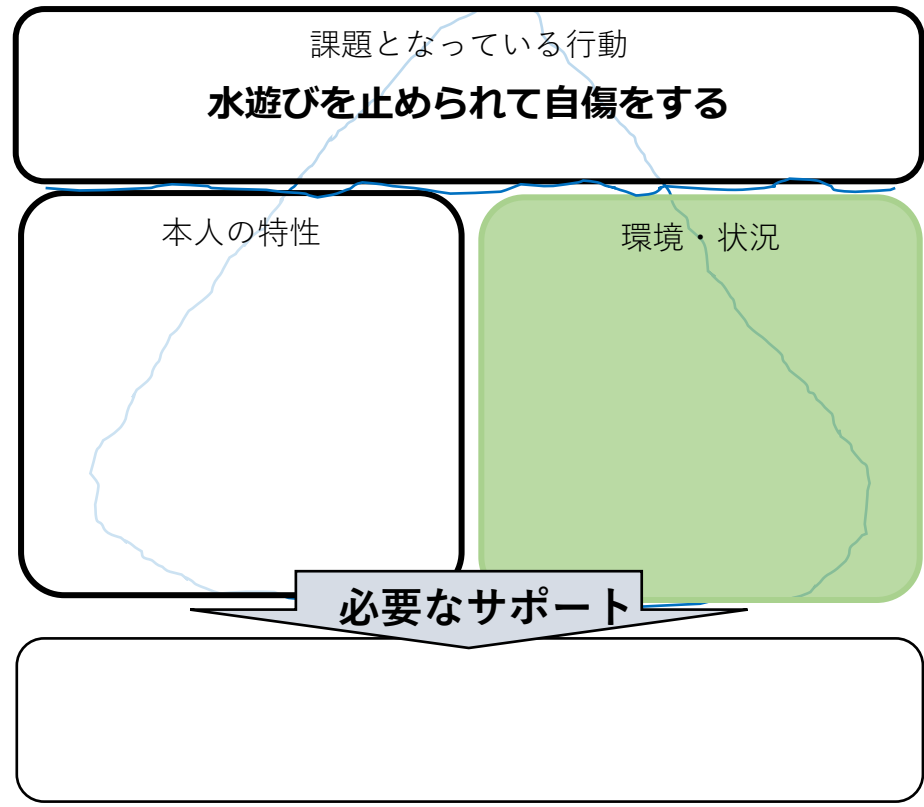 課題となっている行動
水遊びを止められて自傷をする
本人の特性
環境・状況
必要なサポート